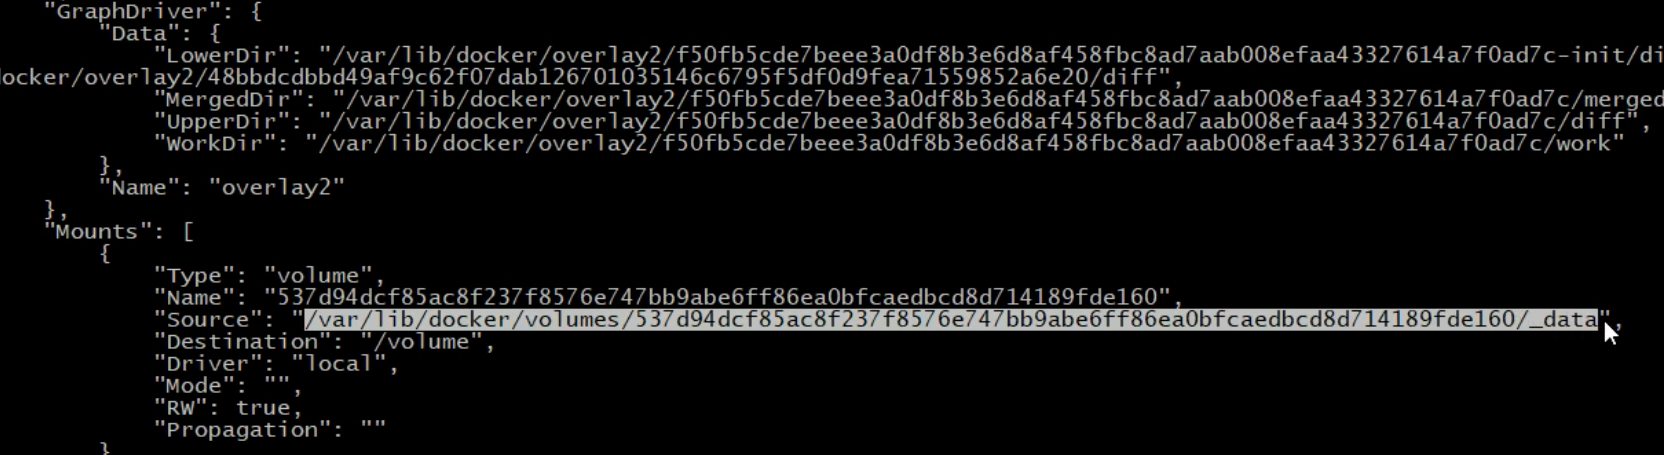 "GraphDriver": {
"Data": {
"LowerDir": "/var/lib/docker/overlay2/f50fb5cde7beee3a0df8b3e6d8af458fbc8ad7aab008efaa43327614a7f0ad7c-init/di
ocker/overlay2/48bbdcdbbd49af9c62f07dab126701035146c6795f5df0d9fea71559852a6e20/diff",
"MergedDir": "/var/lib/docker/overlay2/f50fb5cde7beee3a0df8b3e6d8af458fbc8ad7aab008efaa43327614a7f0ad7c/merged
"UpperDir": "/var/lib/docker/overlay2/f50fb5cde7beee3a0df8b3e6d8af458fbc8ad7aab008efaa43327614a7f0ad7c/diff",
"WorkDir": "/var/lib/docker/overlay2/f50fb5cde7beee3a0df8b3e6d8af458fbc8ad7aab008efaa43327614a7f0ad7c/work"
},
"Name": "overlay2"
},
"Mounts": [
{
"Type": "volume",
"Name": "537d94dcf85ac8f237f8576e747bb9abe6ff86ea0bfcaedbcd8d714189fde160",
"Source": "/var/lib/docker/volumes/537d94dcf85ac8f237f8576e747bb9abe6ff86ea0bfcaedbcd8d714189fde160/_data",
"Destination": "/volume",
"Driver": "local",
"Mode": "",
"RW": true,
"Propagation": ""
}